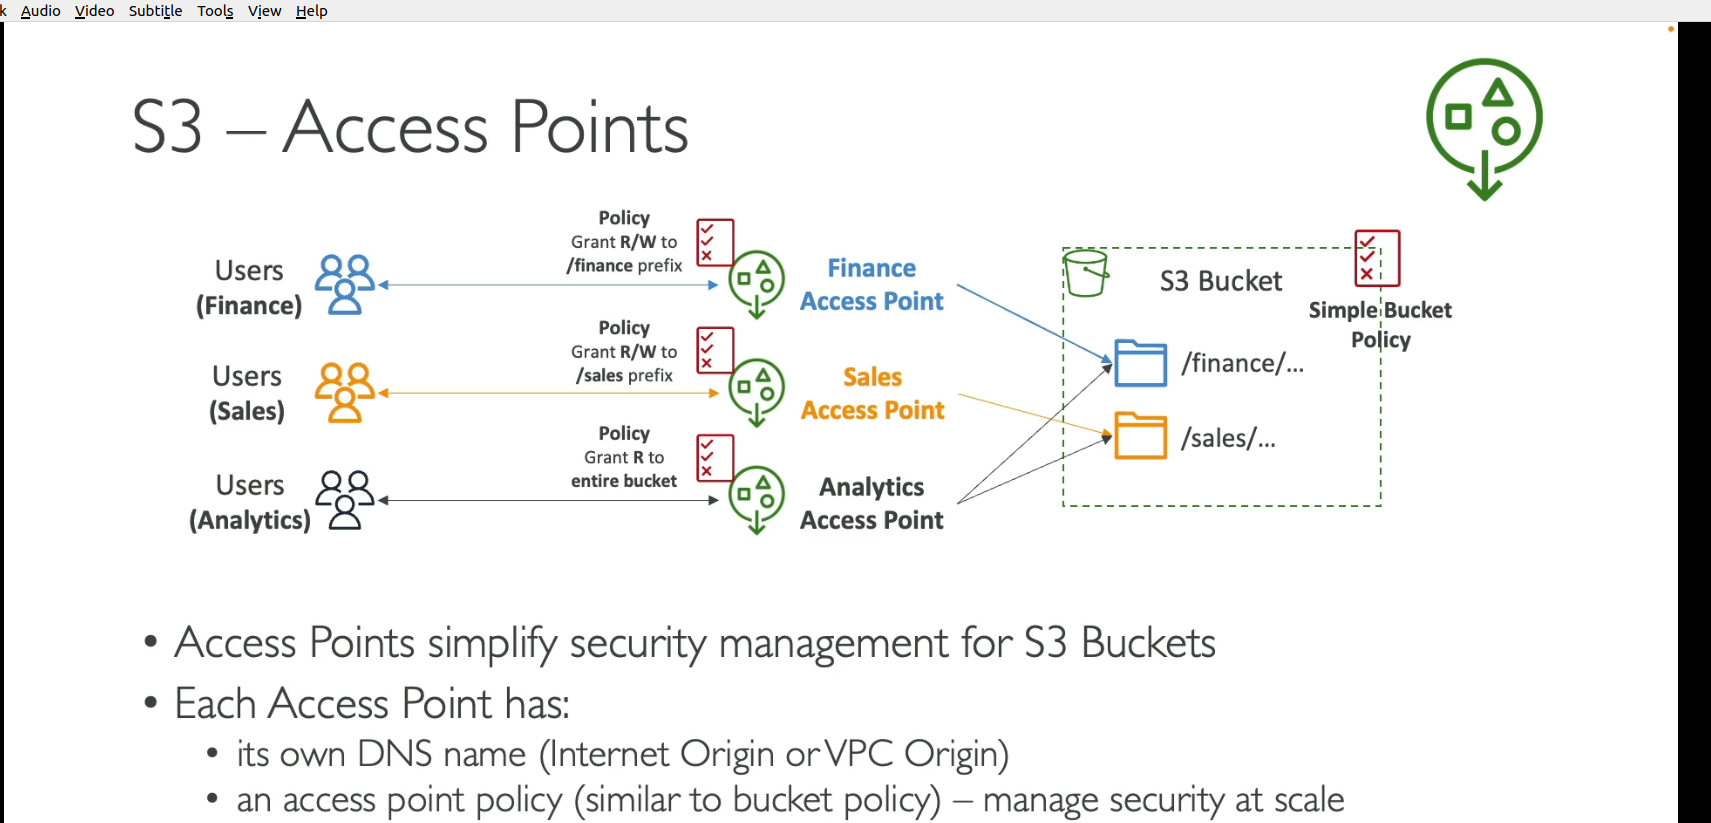 k Audio Video Subtitle Tools View Help
S3 – Access Points
Users
(Finance)
Policy
Grant R/W to
/finance prefix
Finance
Access Point
Users
(Sales)
Policy
Grant R/W to
/sales prefix
Sales
Access Point
Users
(Analytics)
Policy
Grant R to
entire bucket
Analytics
Access Point
S3 Bucket
Simple Bucket
Policy
/finance/...
/sales/...
• Access Points simplify security management for S3 Buckets
• Each Access Point has:
• its own DNS name (Internet Origin or VPC Origin)
• an access point policy (similar to bucket policy) – manage security at scale